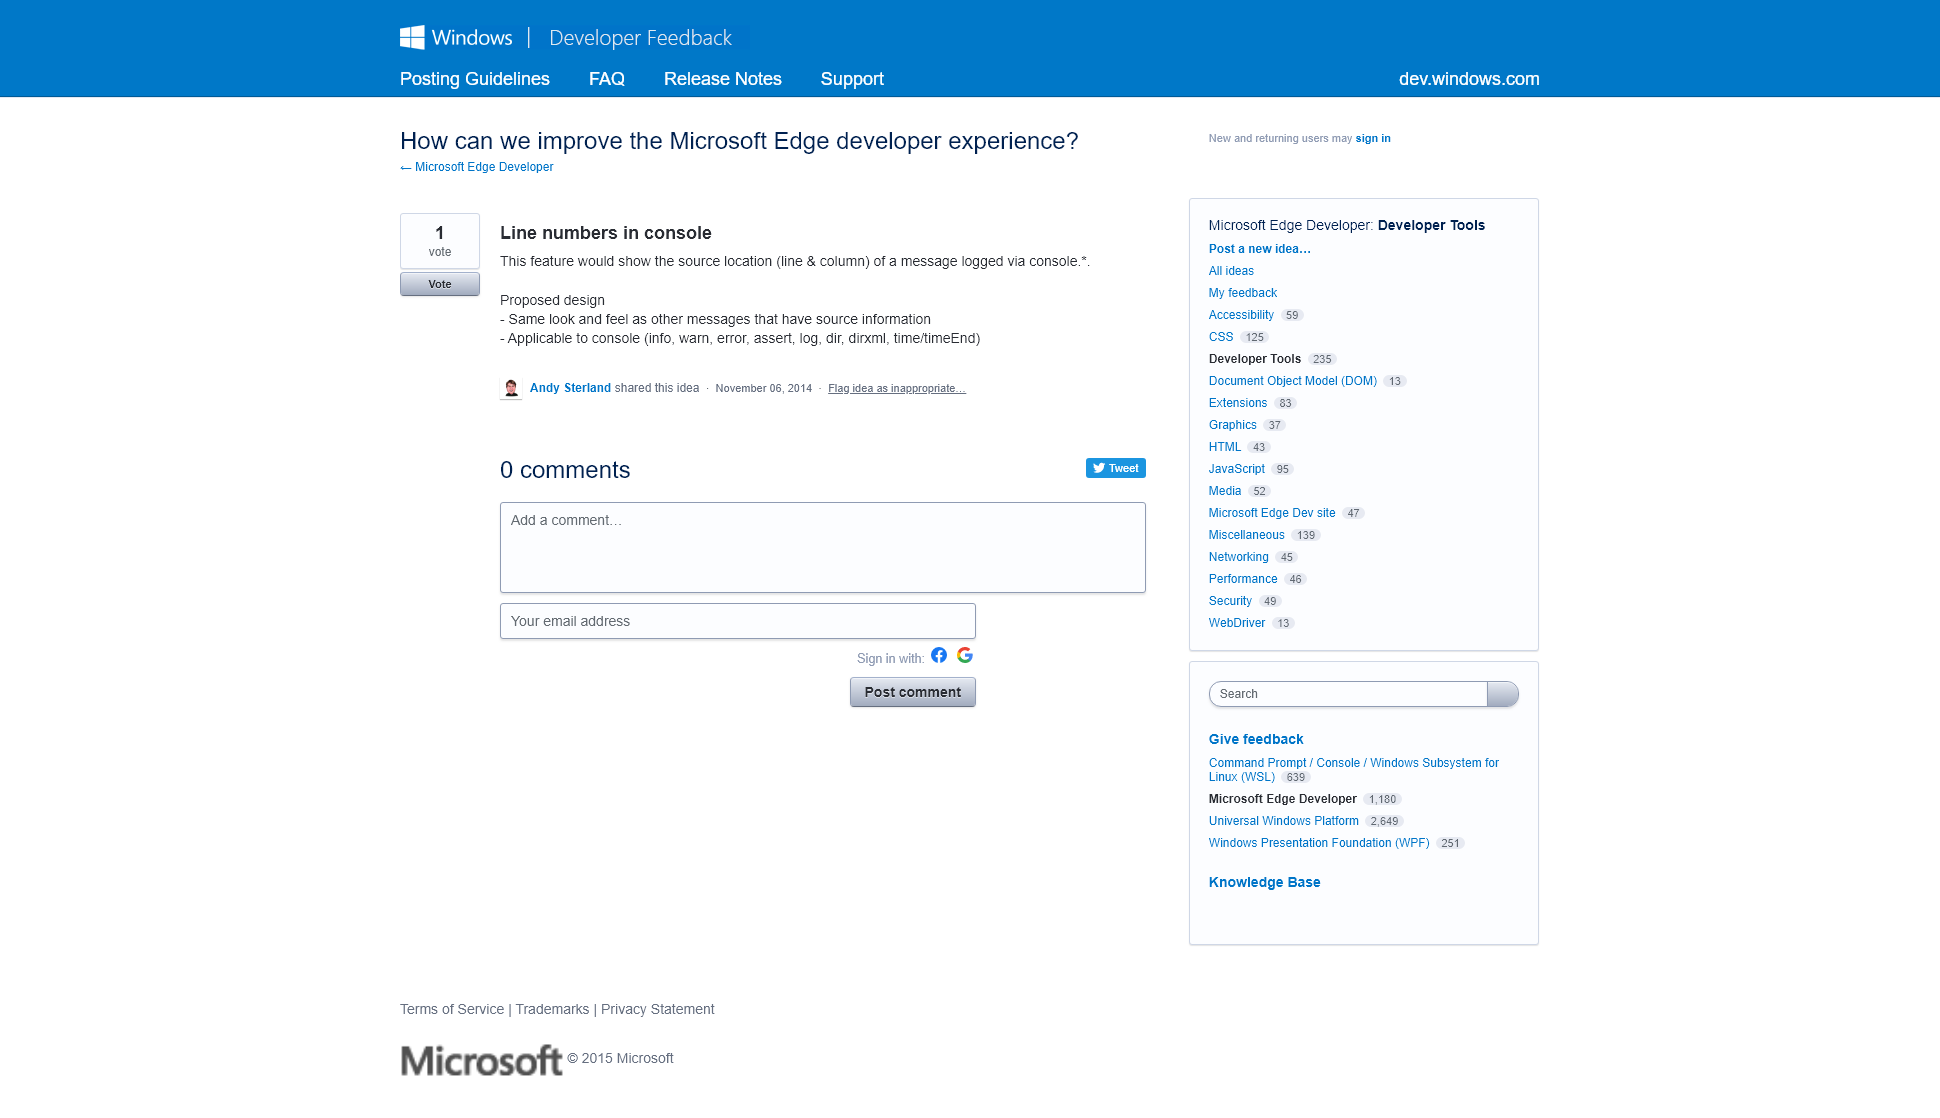 Windows | Developer Feedback
Posting Guidelines FAQ Release Notes Support dev.windows.com
How can we improve the Microsoft Edge developer experience?
← Microsoft Edge Developer
New and returning users may sign in
1
vote
Vote
Line numbers in console
This feature would show the source location (line & column) of a message logged via console.*.
Proposed design
- Same look and feel as other messages that have source information
- Applicable to console (info, warn, error, assert, log, dir, dirxml, time/timeEnd)
Andy Sterland shared this idea · November 06, 2014 · Flag idea as inappropriate…
0 comments
Tweet
Add a comment…
Your email address
Sign in with:
Post comment
Microsoft Edge Developer: Developer Tools
Post a new idea…
All ideas
My feedback
Accessibility 59
CSS 125
Developer Tools 235
Document Object Model (DOM) 13
Extensions 83
Graphics 37
HTML 43
JavaScript 95
Media 52
Microsoft Edge Dev site 47
Miscellaneous 139
Networking 45
Performance 46
Security 49
WebDriver 13
Search
Give feedback
Command Prompt / Console / Windows Subsystem for
Linux (WSL) 639
Microsoft Edge Developer 1,180
Universal Windows Platform 2,649
Windows Presentation Foundation (WPF) 251
Knowledge Base
Terms of Service | Trademarks | Privacy Statement
Microsoft © 2015 Microsoft